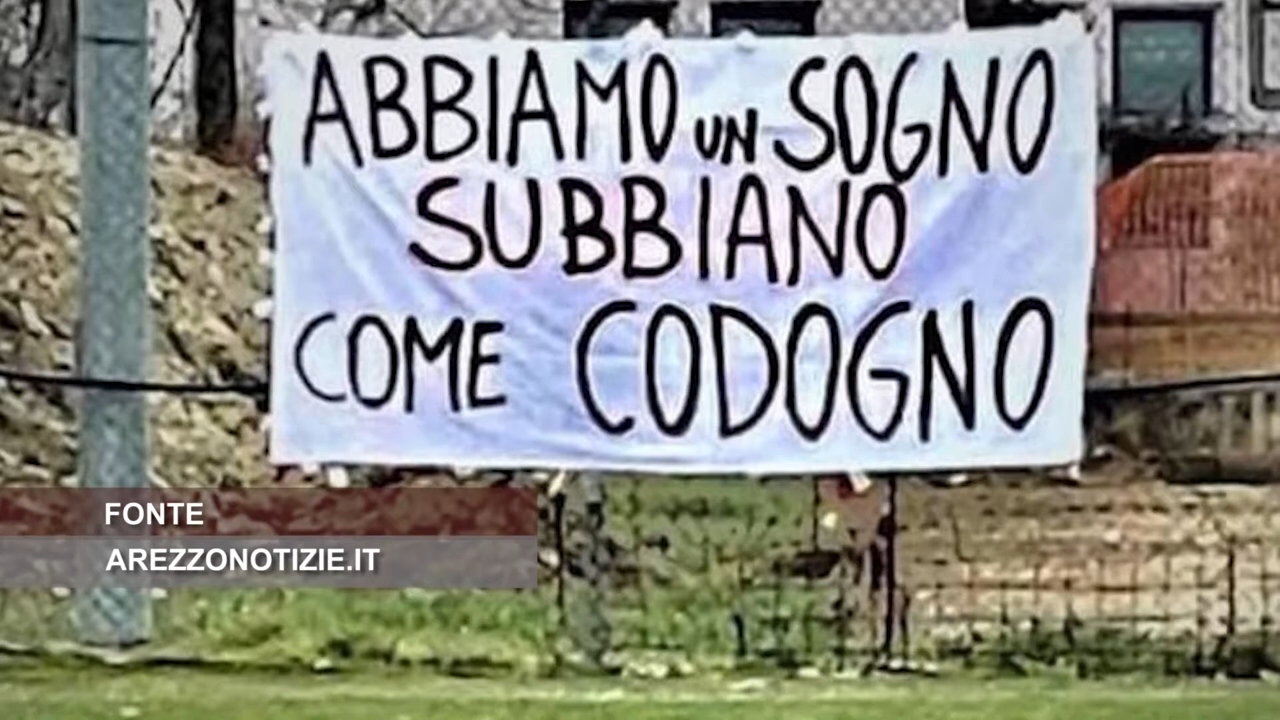 ABBIAMO UN SOGNO
SUBBIANO
COME CODOGNO
FONTE
AREZZONOTIZIE.IT